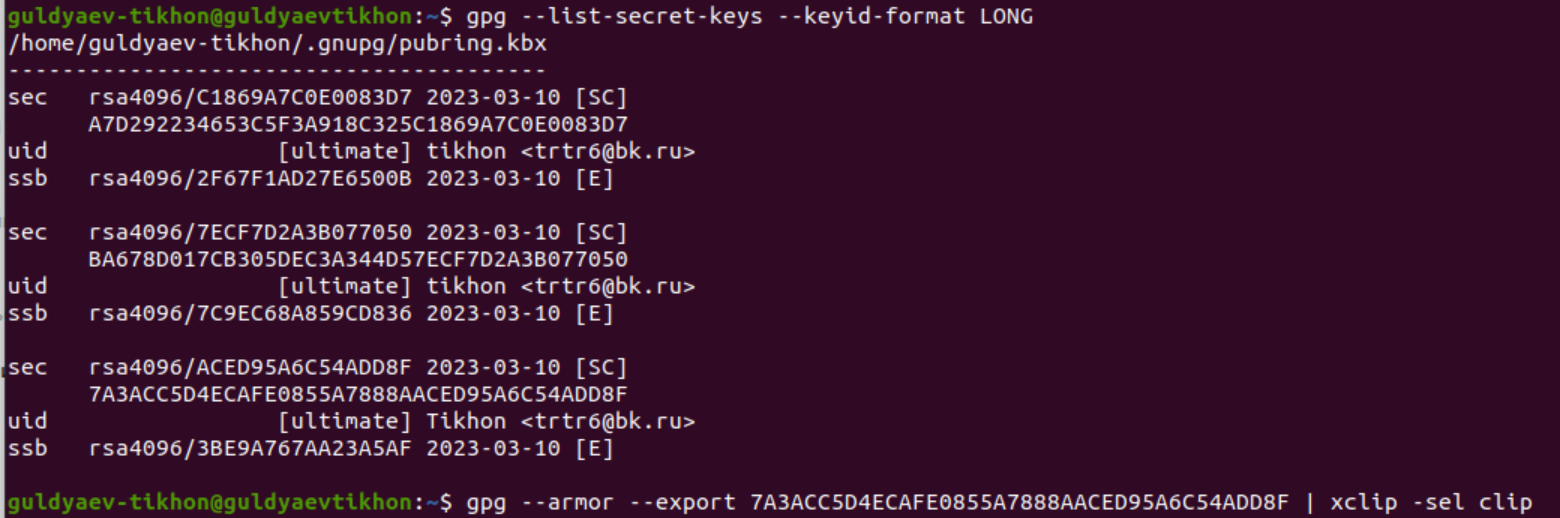 guldyaev-tikhon@guldyaevtikhon:~$ gpg --list-secret-keys --keyid-format LONG
/home/guldyaev-tikhon/.gnupg/pubring.kbx
----------------------------------------
sec   rsa4096/C1869A7C0E0083D7 2023-03-10 [SC]
      A7D292234653C5F3A918C325C1869A7C0E0083D7
uid                 [ultimate] tikhon <trtr6@bk.ru>
ssb   rsa4096/2F67F1AD27E6500B 2023-03-10 [E]

sec   rsa4096/7ECF7D2A3B077050 2023-03-10 [SC]
      BA678D017CB305DEC3A344D57ECF7D2A3B077050
uid                 [ultimate] tikhon <trtr6@bk.ru>
ssb   rsa4096/7C9EC68A859CD836 2023-03-10 [E]

sec   rsa4096/ACED95A6C54ADD8F 2023-03-10 [SC]
      7A3ACC5D4ECAFE0855A7888AACED95A6C54ADD8F
uid                 [ultimate] Tikhon <trtr6@bk.ru>
ssb   rsa4096/3BE9A767AA23A5AF 2023-03-10 [E]

guldyaev-tikhon@guldyaevtikhon:~$ gpg --armor --export 7A3ACC5D4ECAFE0855A7888AACED95A6C54ADD8F | xclip -sel clip